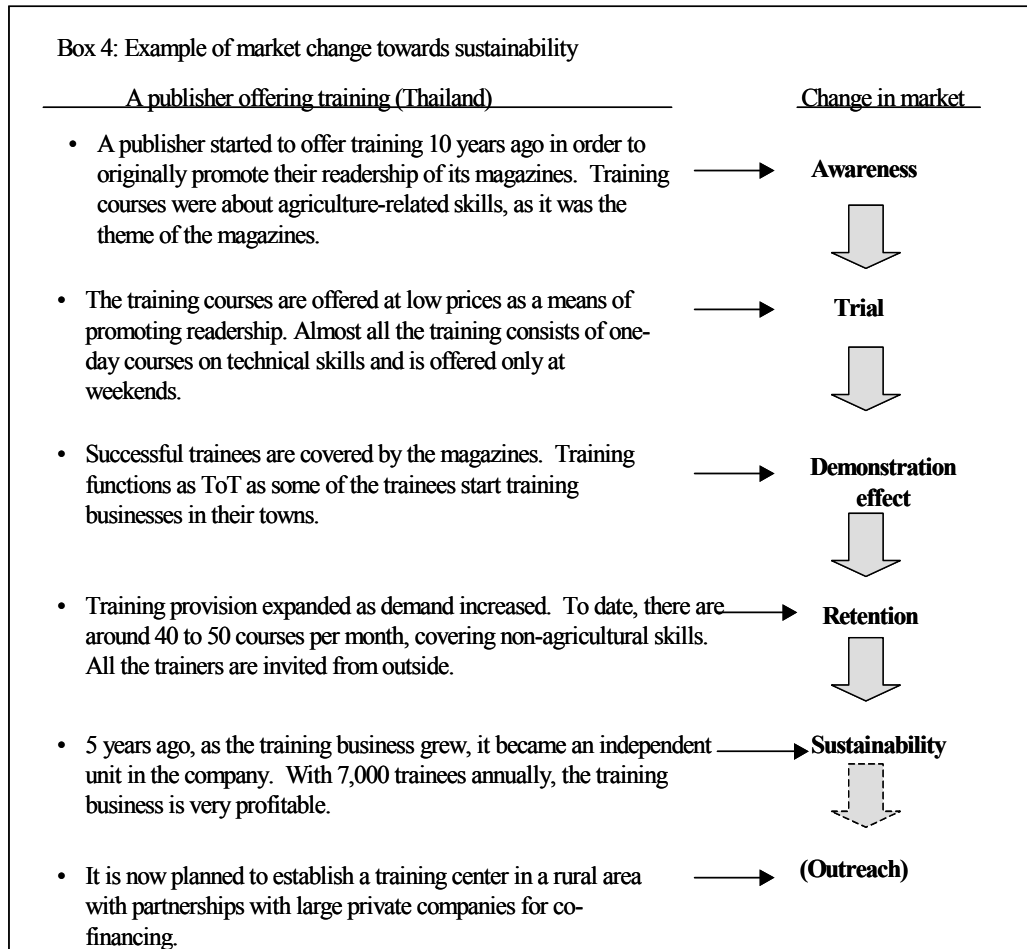 Box 4: Example of market change towards sustainability
A publisher offering training (Thailand)
Change in market
• A publisher started to offer training 10 years ago in order to
originally promote their readership of its magazines. Training
courses were about agriculture-related skills, as it was the
theme of the magazines.
Awareness
• The training courses are offered at low prices as a means of
promoting readership. Almost all the training consists of one-
day courses on technical skills and is offered only at
weekends.
Trial
• Successful trainees are covered by the magazines. Training
functions as ToT as some of the trainees start training
businesses in their towns.
Demonstration
effect
• Training provision expanded as demand increased. To date, there are
around 40 to 50 courses per month, covering non-agricultural skills.
All the trainers are invited from outside.
Retention
• 5 years ago, as the training business grew, it became an independent
unit in the company. With 7,000 trainees annually, the training
business is very profitable.
Sustainability
• It is now planned to establish a training center in a rural area
with partnerships with large private companies for co-
financing.
(Outreach)